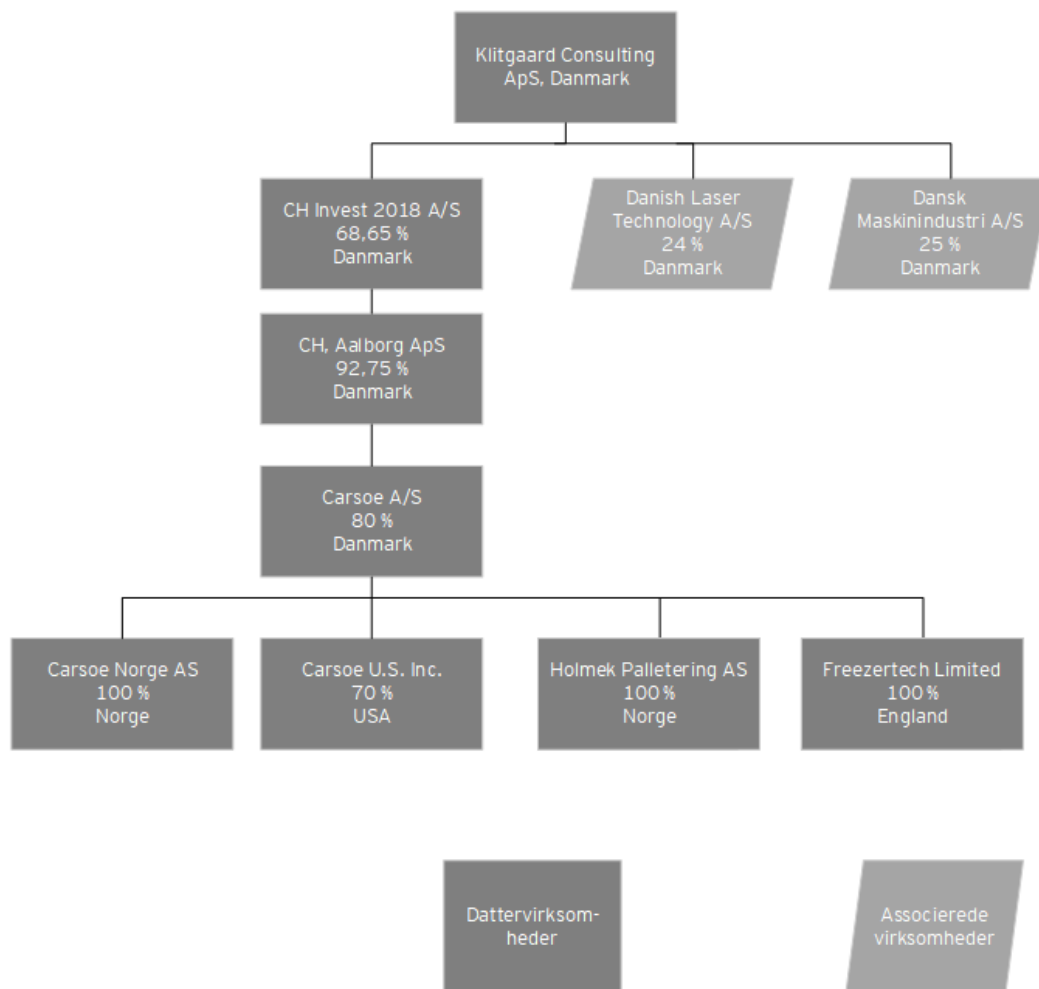 Klitgaard Consulting
ApS, Danmark
CH Invest 2018 A/S
68,65 %
Danmark
Danish Laser
Technology A/S
24 %
Danmark
Dansk
Maskinindustri A/S
25 %
Danmark
CH, Aalborg ApS
92,75 %
Danmark
Carsoe A/S
80 %
Danmark
Carsoe Norge AS
100 %
Norge
Carsoe U.S. Inc.
70 %
USA
Holmek Palletering AS
100 %
Norge
Freezertech Limited
100 %
England
Dattervirksom-
heder
Associerede
virksomheder